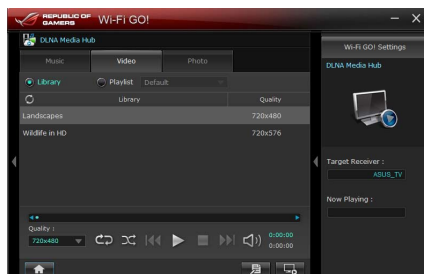 REPUBLIC OF
GAMERS
Wi-Fi GO!
DLNA Media Hub
Music Video Photo
Library Playlist Default
Library Quality
Landscapes 720x480
Wildlife in HD 720x576
Quality :
720x480
0:00:00
0:00:00
Wi-Fi GO! Settings
DLNA Media Hub
Target Receiver :
ASUS_TV
Now Playing :